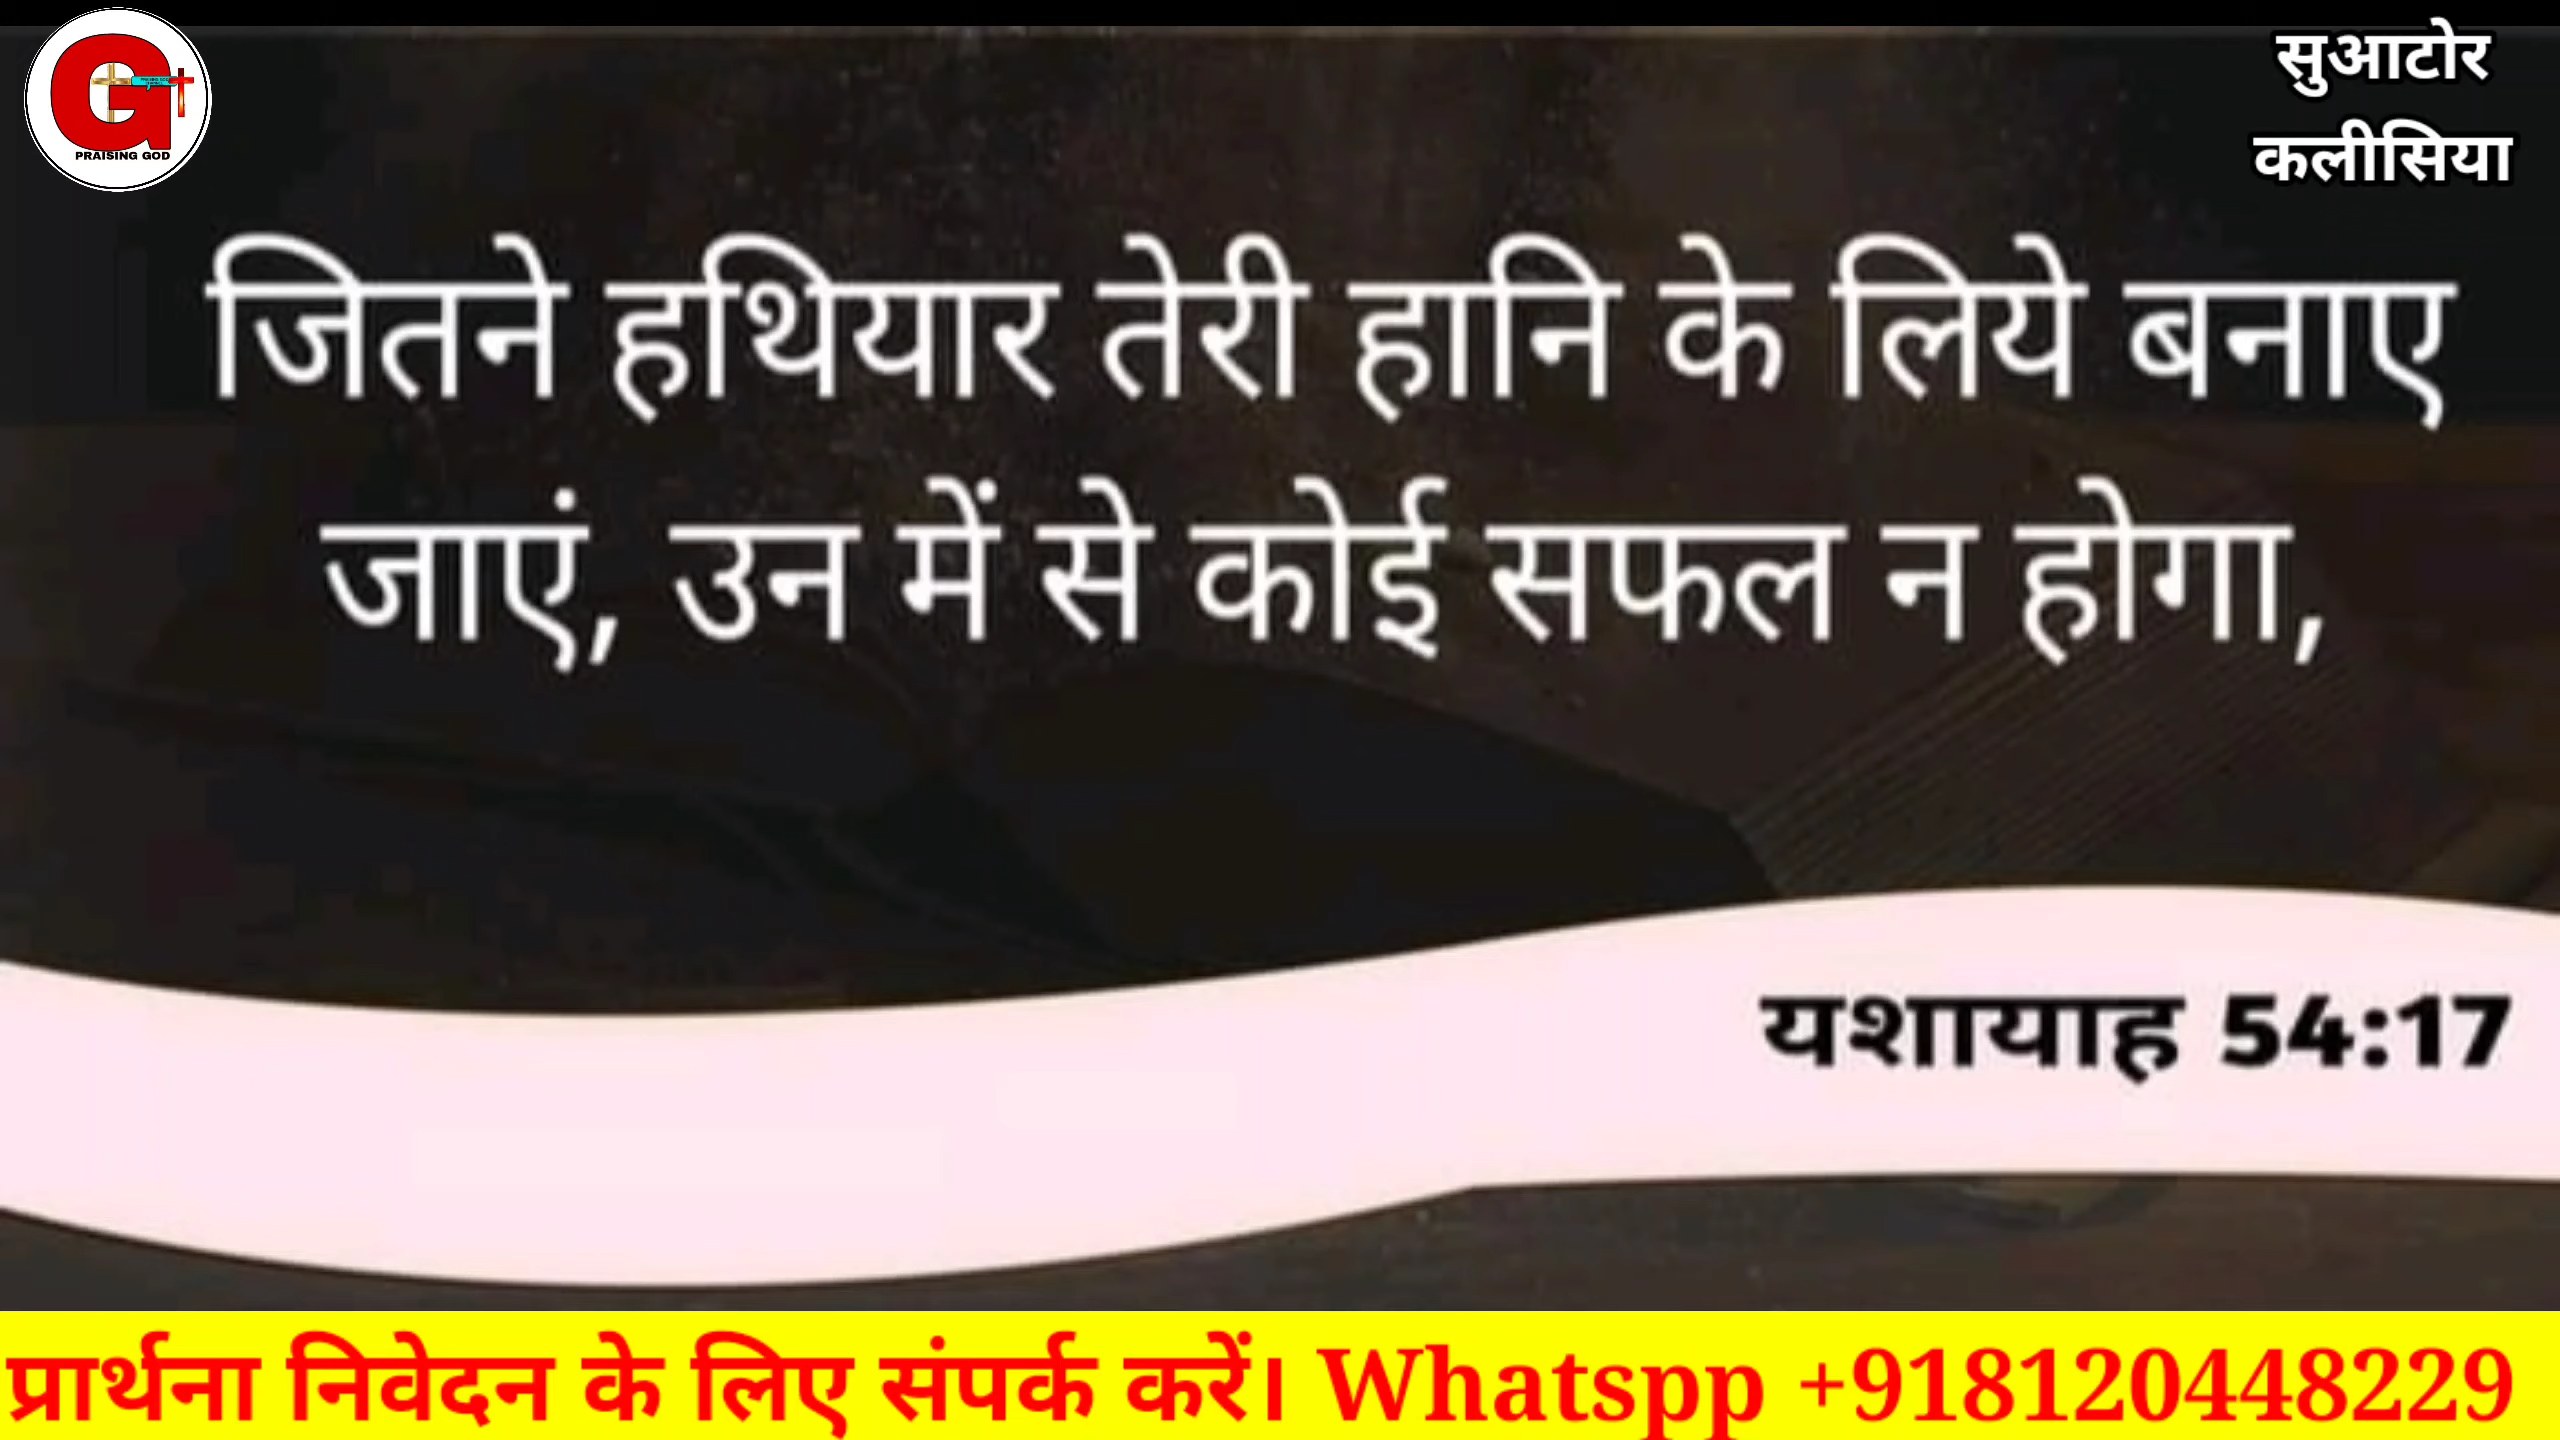 PRAISING GOD
सुआटोर
कलीसिया
जितने हथियार तेरी हानि के लिये बनाए
जाएं, उन में से कोई सफल न होगा,
यशायाह 54:17
प्रार्थना निवेदन के लिए संपर्क करें। Whatspp +918120448229